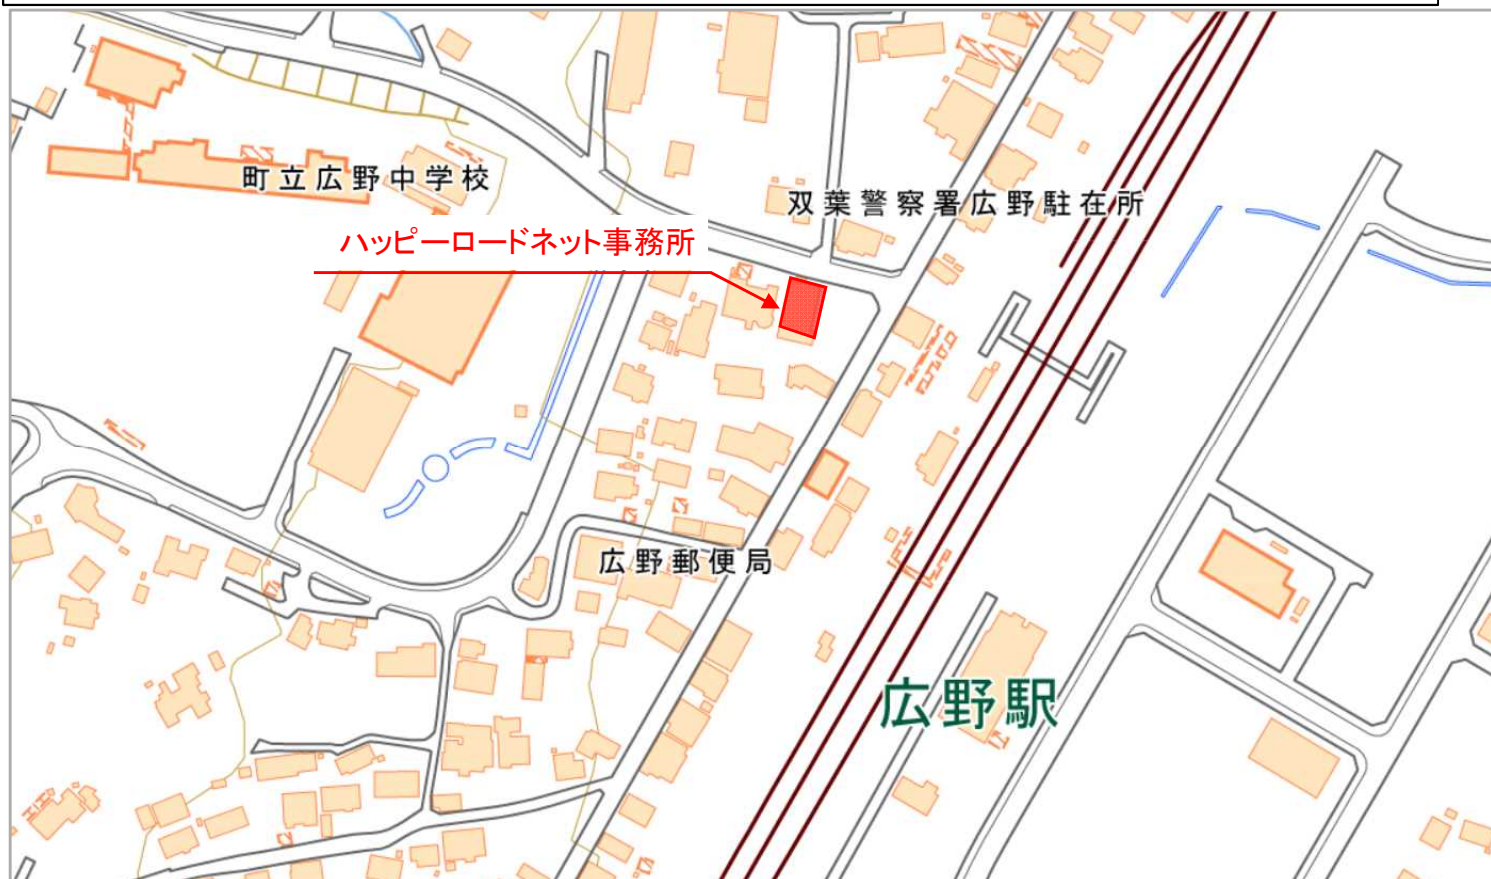 町立広野中学校
双葉警察署広野駐在所
ハッピーロードネット事務所
広野郵便局
広野駅